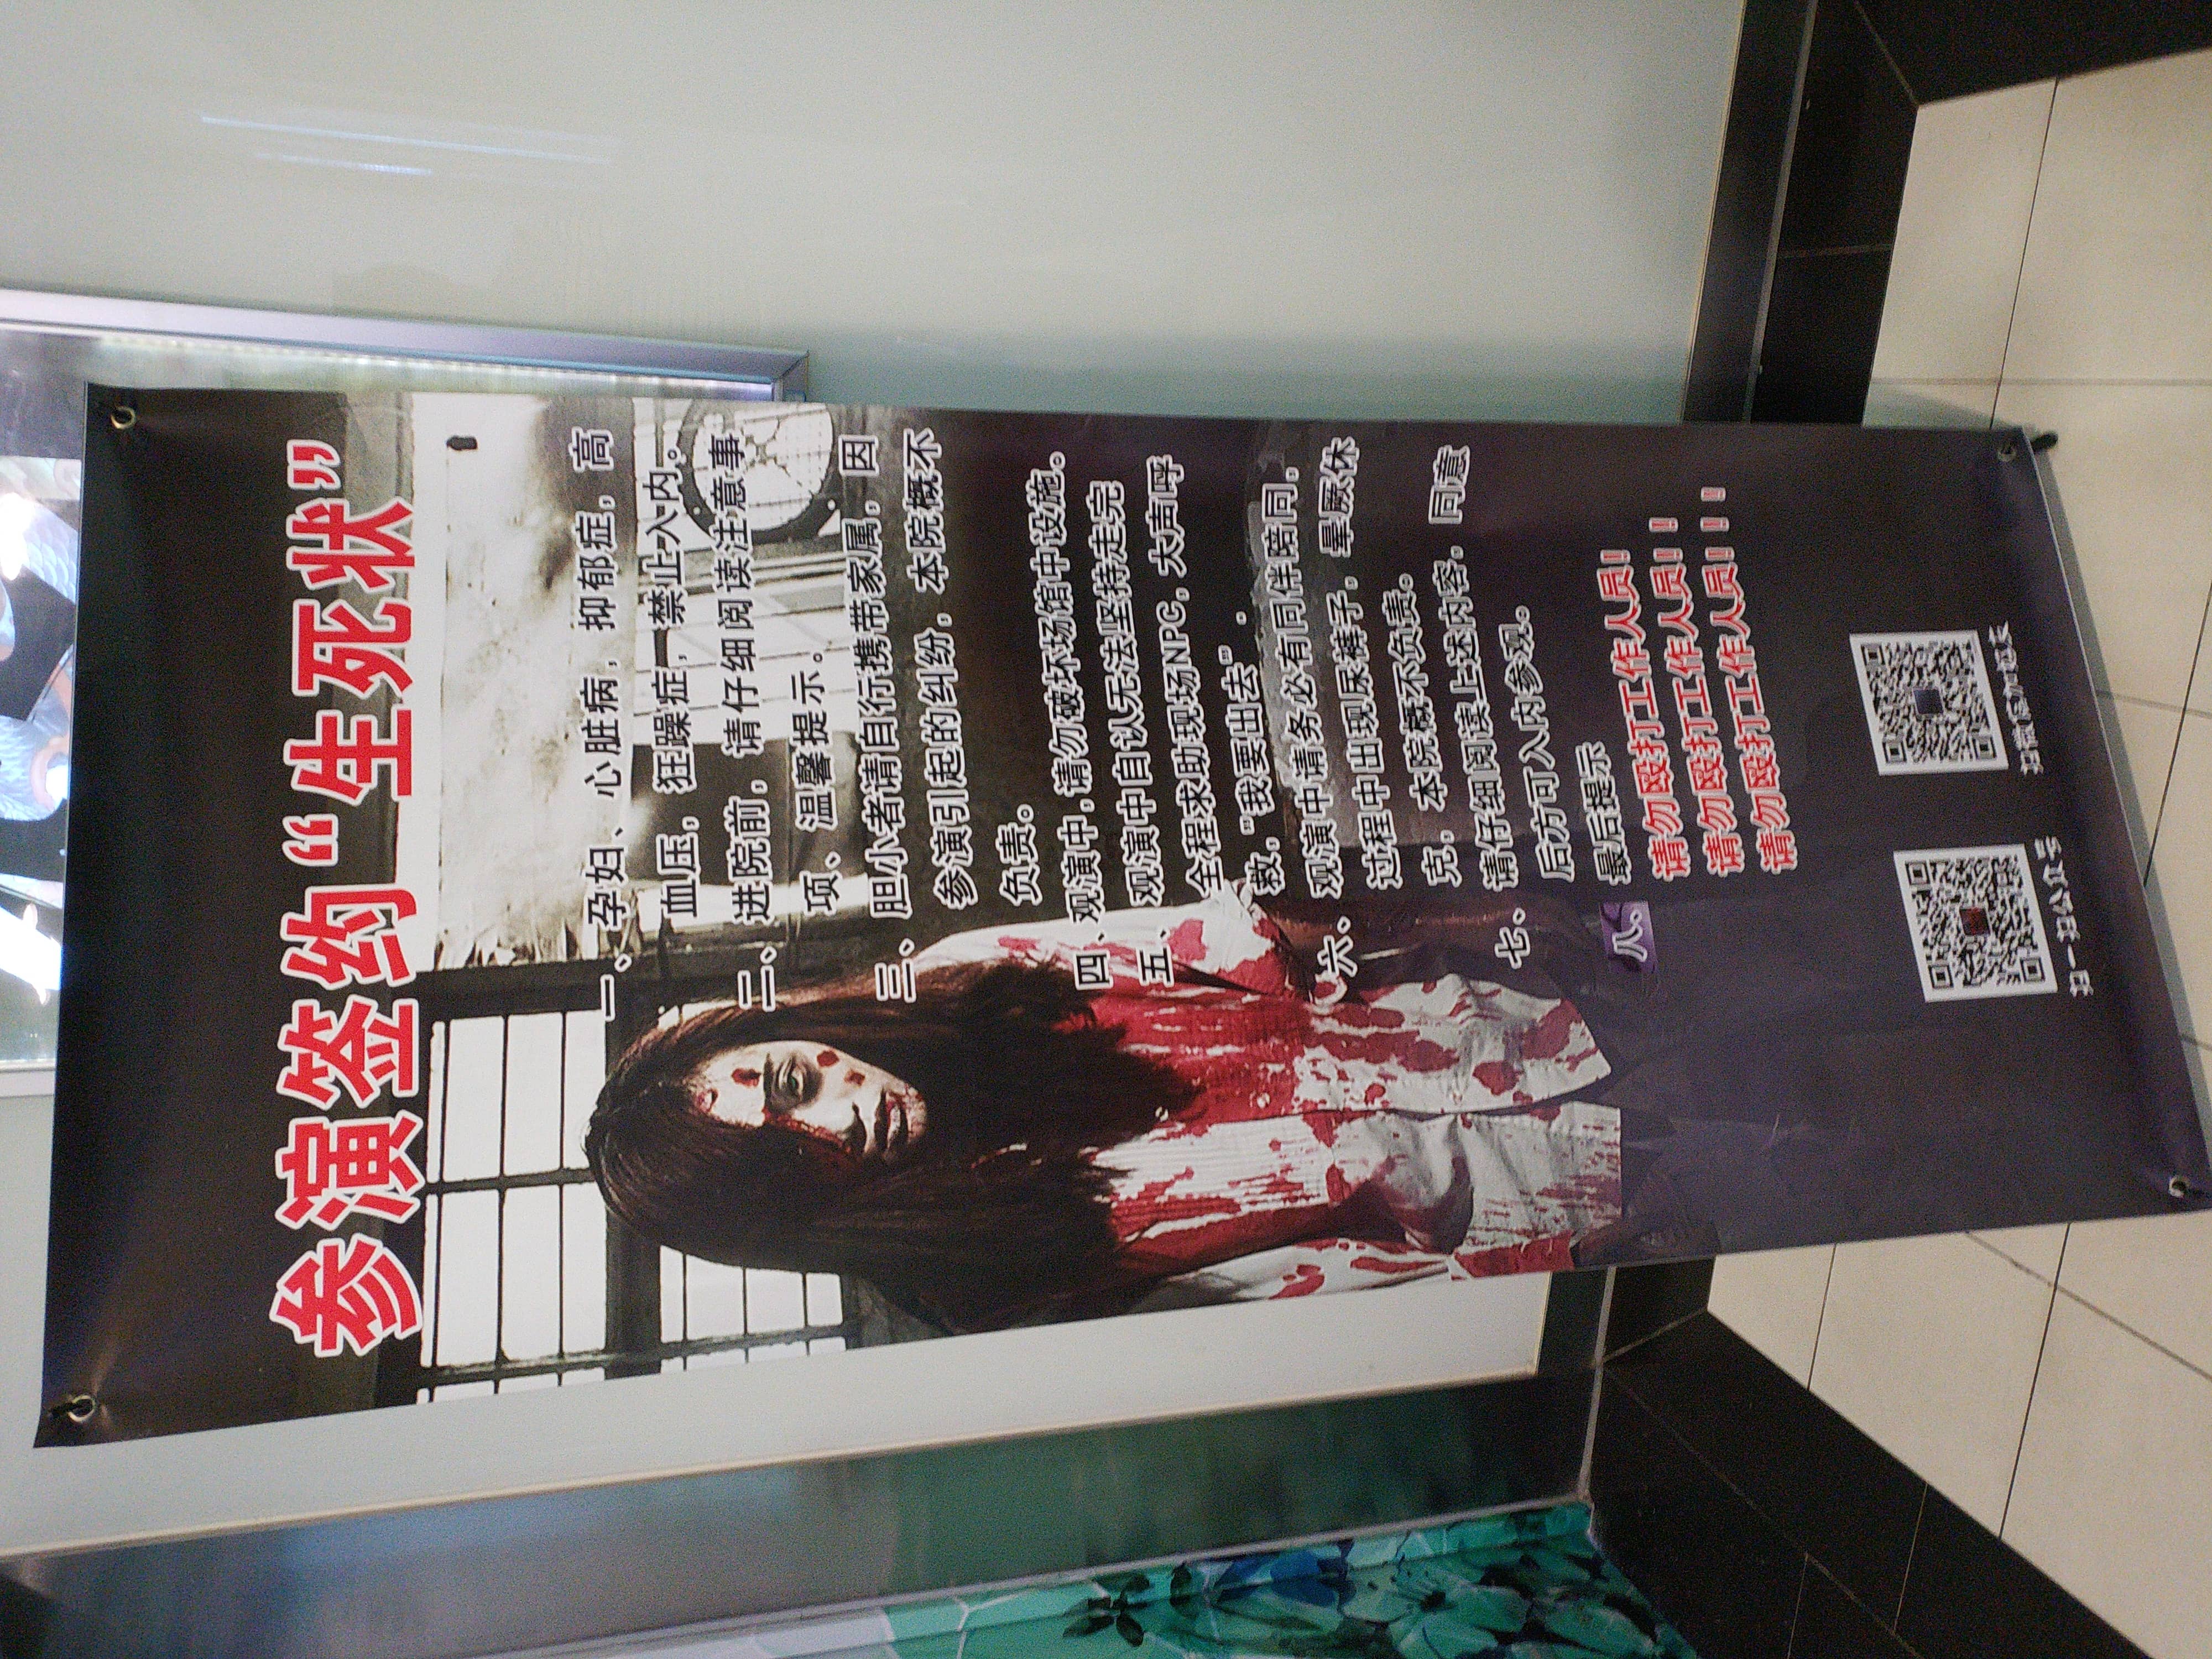 参演签约“生死状”
一、孕妇、心脏病，抑郁症，高
血压，狂躁症，禁止入内。
二、进院前，请仔细阅读注意事
项、温馨提示。
三、胆小者请自行携带家属，因
参演引起的纠纷，本院概不
负责。
四、观演中,请勿破坏场馆中设施。
五、观演中自认无法坚持走完
全程求助现场NPC，大声呼
救，"我要出去"．
六、观演中请务必有同伴陪同，
过程中出现尿裤子，晕厥休
克，本院概不负责。
七、请仔细阅读上述内容，同意
后方可入内参观。
八、最后提示
请勿殴打工作人员！
请勿殴打工作人员！！
请勿殴打工作人员！！！
扫一扫公众号
扫微信加好友